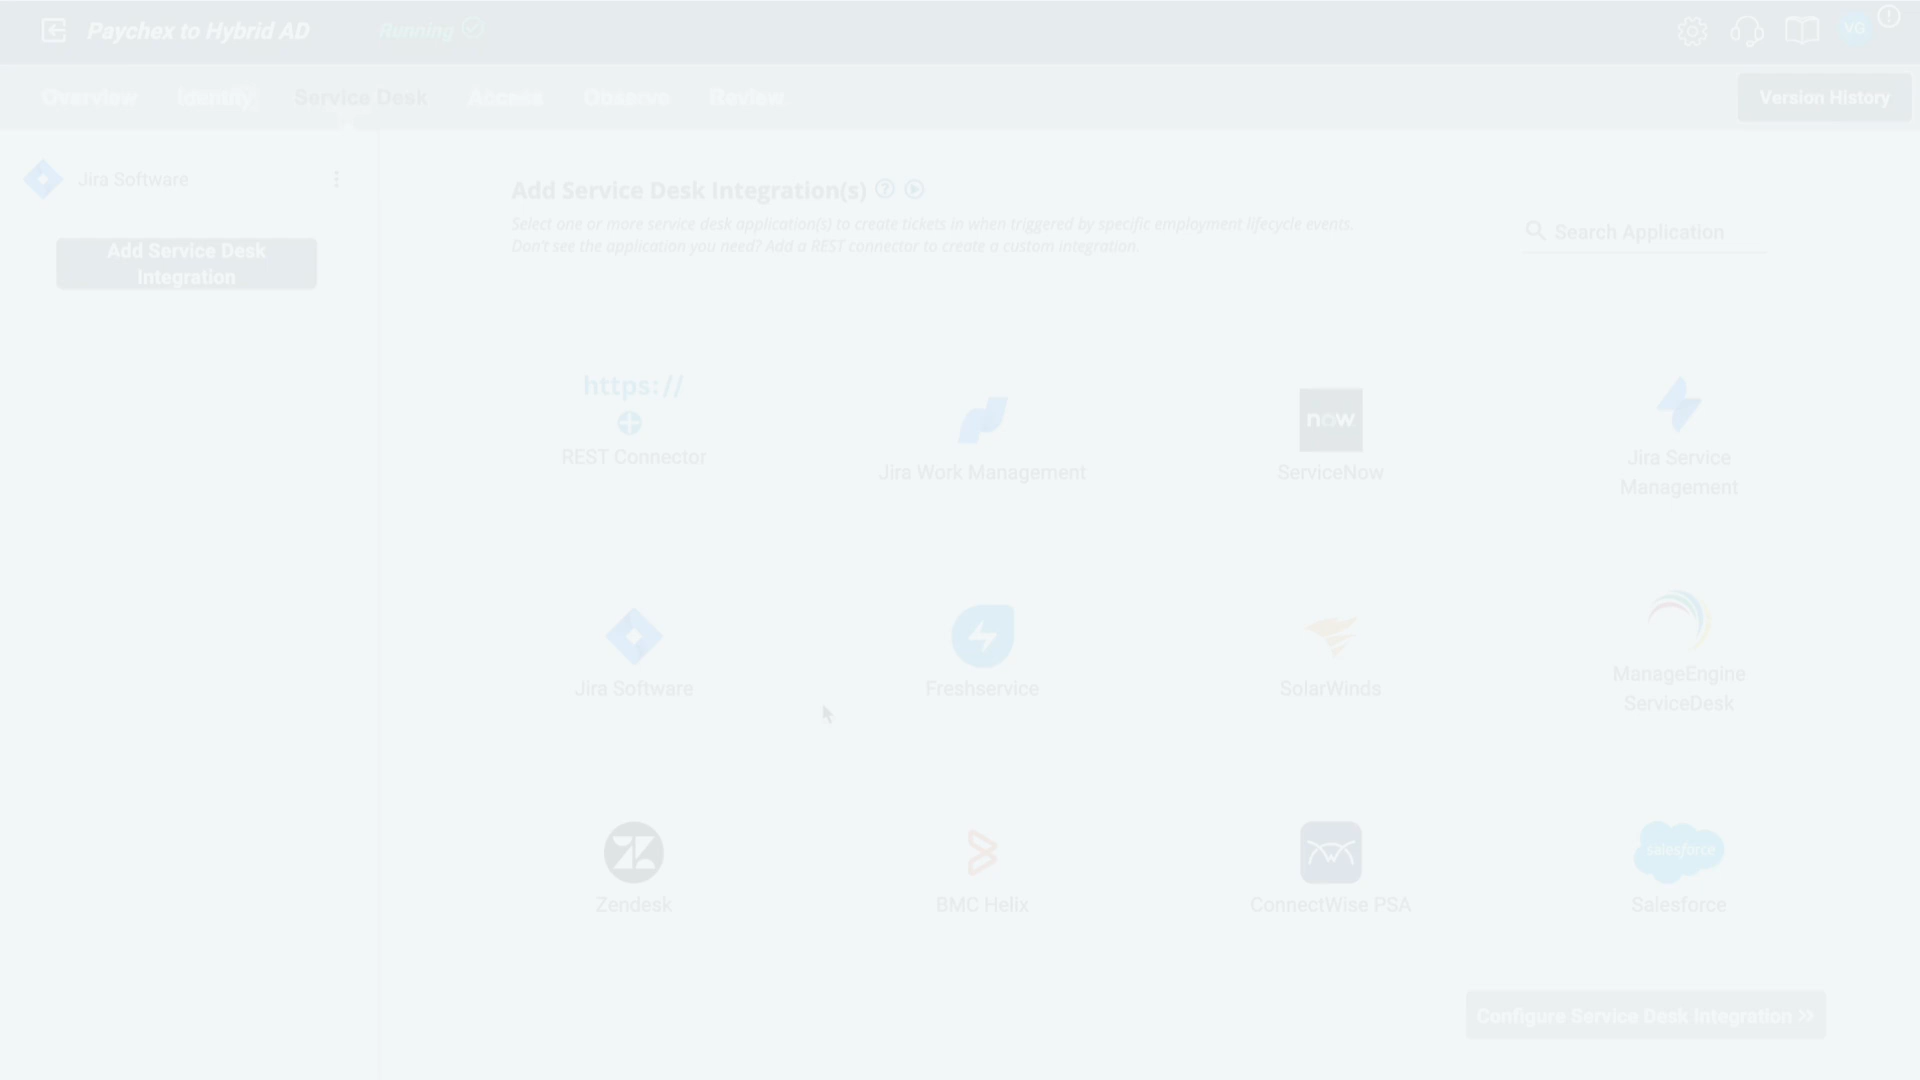 Paychex to Hybrid AD
Running
VG
Overview
Identify
Service Desk
Access
Observe
Review
Version History
Jira Software
Add Service Desk
Integration
Add Service Desk Integration(s)
Select one or more service desk application(s) to create tickets in when triggered by specific employment lifecycle events.
Don't see the application you need? Add a REST connector to create a custom integration.
Search Application
https://
REST Connector
Jira Work Management
now
ServiceNow
Jira Service
Management
Jira Software
Freshservice
SolarWinds
ManageEngine
ServiceDesk
Zendesk
BMC Helix
ConnectWise PSA
salesforce
Salesforce
Configure Service Desk Integration »